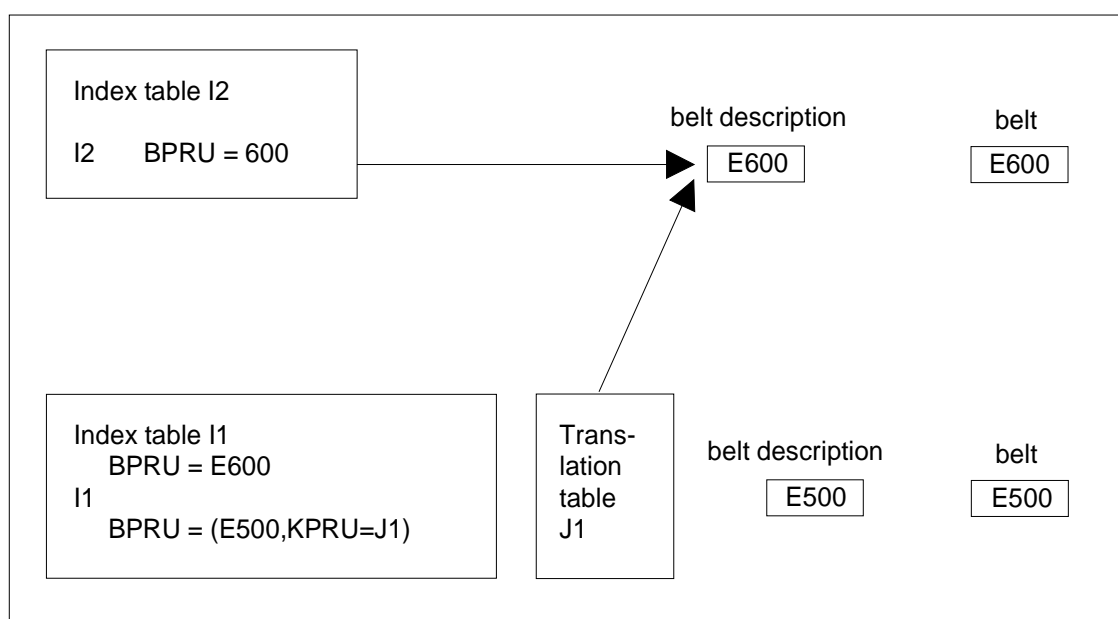 Index table I2
I2 BPRU = 600
belt description
belt
E600
E600
Index table I1
BPRU = E600
I1
BPRU = (E500,KPRU=J1)
Trans-
lation
table
J1
belt description
belt
E500
E500